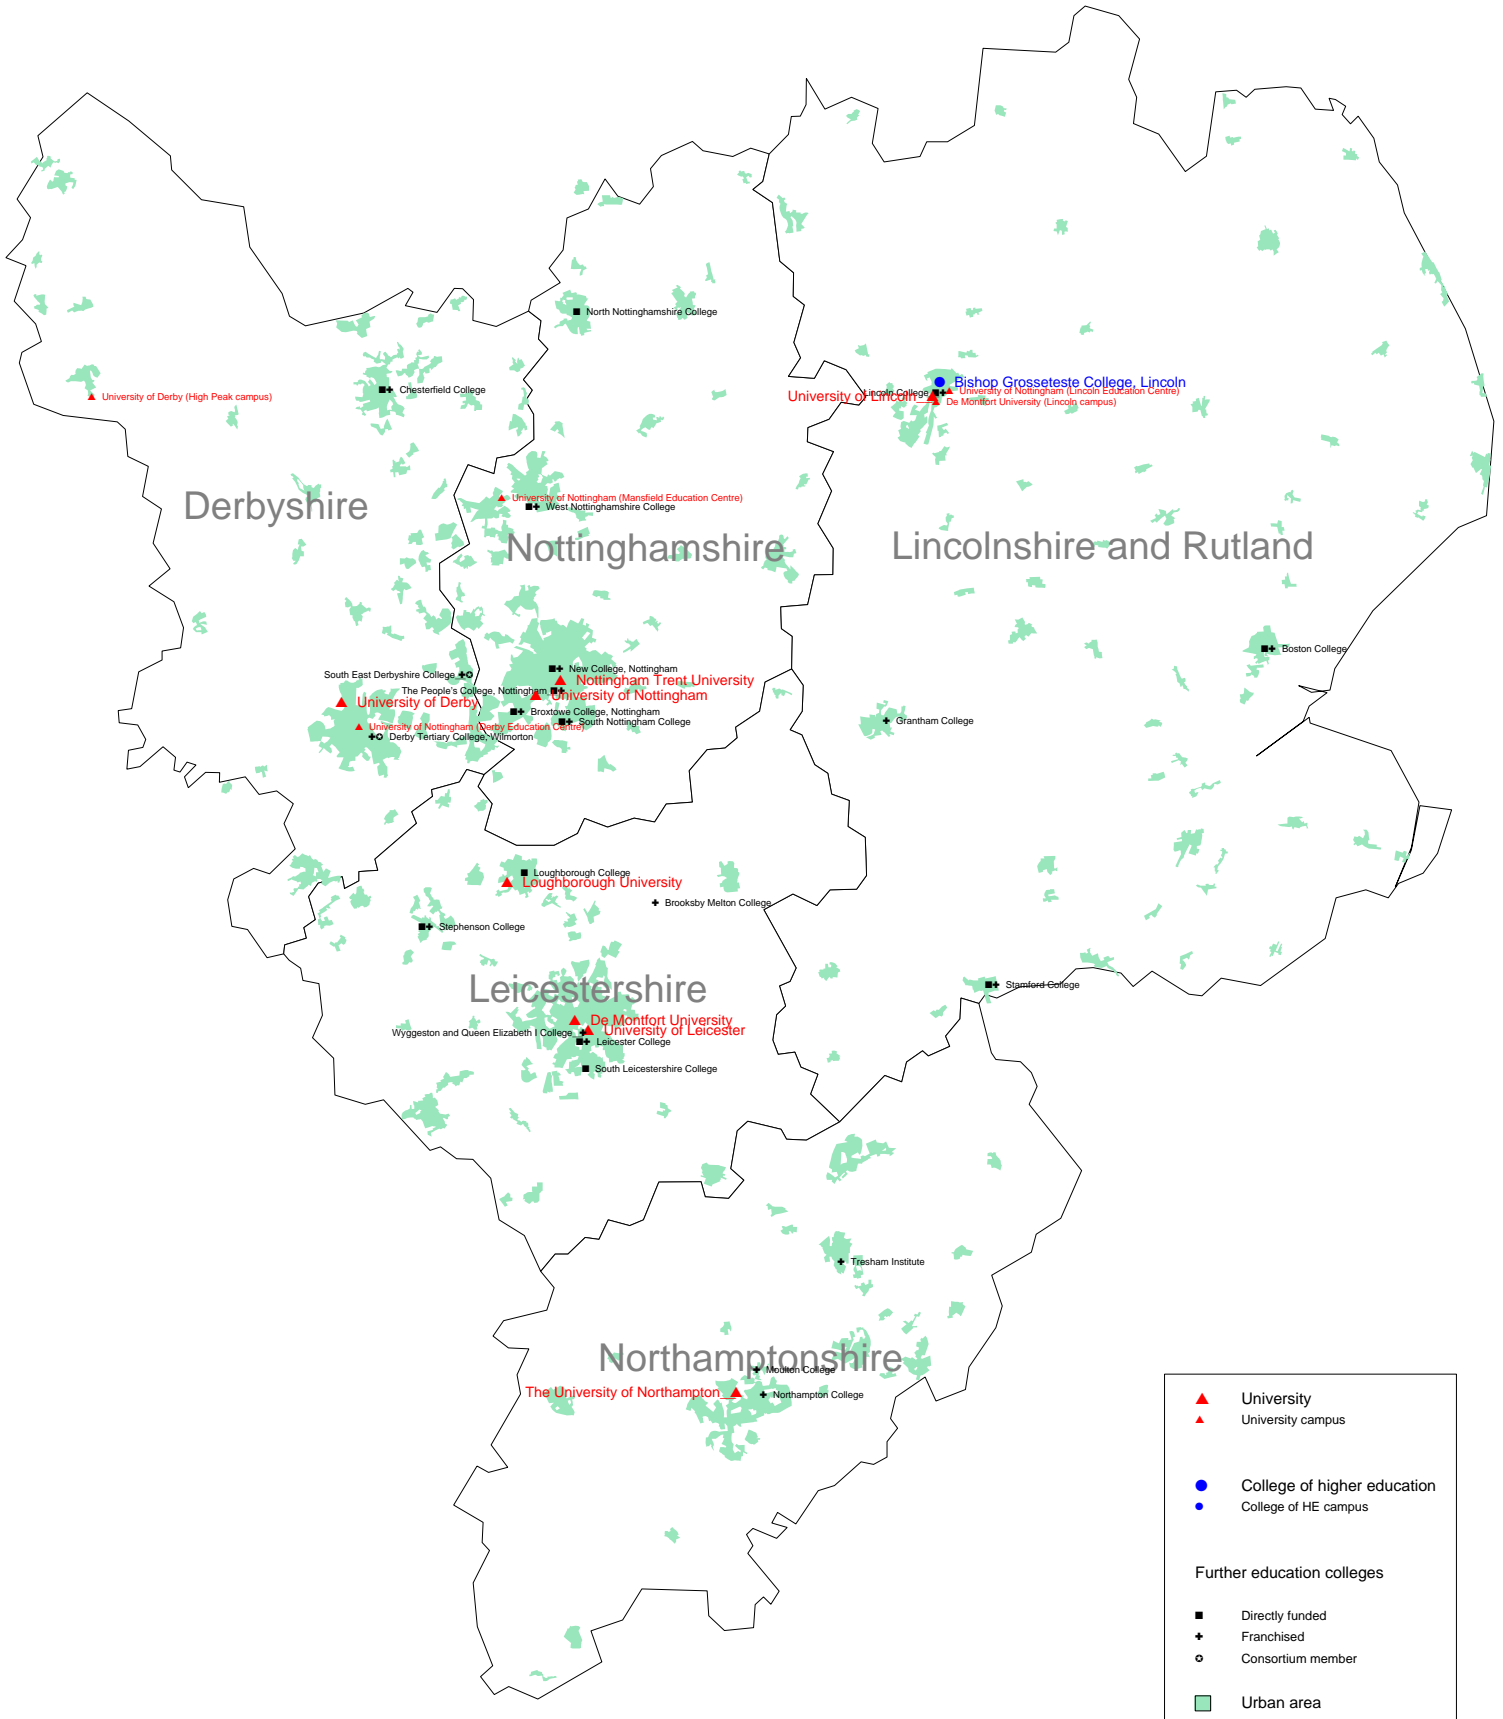 North Nottinghamshire College
Chesterfield College
University of Derby (High Peak campus)
Bishop Grosseteste College, Lincoln
Lincoln College
University of Nottingham (Lincoln Education Centre)
University of Lincoln__
De Montfort University (Lincoln campus)
Derbyshire
University of Nottingham (Mansfield Education Centre)
West Nottinghamshire College
Nottinghamshire
Lincolnshire and Rutland
Boston College
New College, Nottingham
South East Derbyshire College
Nottingham Trent University
The People's College, Nottingham
University of Nottingham
University of Derby
Broxtowe College, Nottingham
South Nottingham College
Grantham College
University of Nottingham (Derby Education Centre)
Derby Tertiary College, Wilmorton
Loughborough College
Loughborough University
Brooksby Melton College
Stephenson College
Leicestershire
Stamford College
De Montfort University
University of Leicester
Wyggeston and Queen Elizabeth I College
Leicester College
South Leicestershire College
Tresham Institute
Northamptonshire
Moulton College
The University of Northampton__
Northampton College
University
University campus
College of higher education
College of HE campus
Further education colleges
Directly funded
Franchised
Consortium member
Urban area